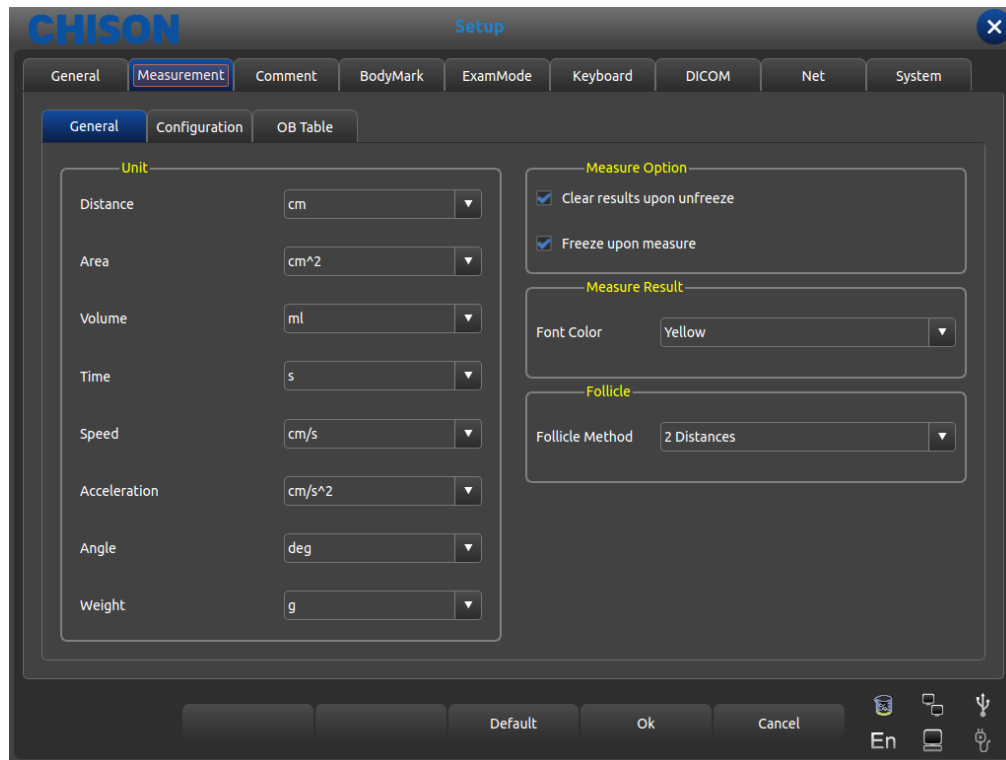 CHISON
Setup
General Measurement Comment BodyMark ExamMode Keyboard DICOM Net System
General Configuration OB Table
Unit
Distance cm
Area cm^2
Volume ml
Time s
Speed cm/s
Acceleration cm/s^2
Angle deg
Weight g
Measure Option
Clear results upon unfreeze
Freeze upon measure
Measure Result
Font Color Yellow
Follicle
Follicle Method 2 Distances
Default Ok Cancel
En